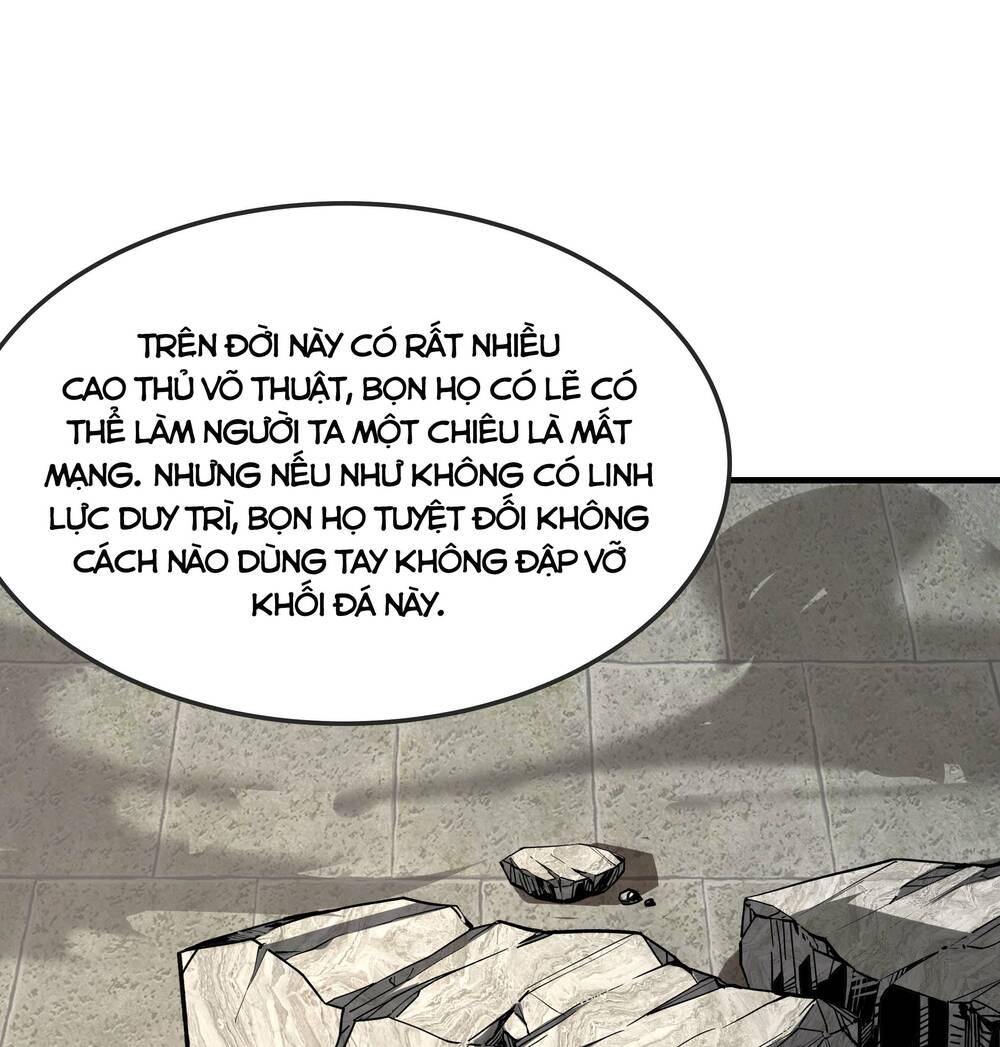 TRÊN ĐỜI NÀY CÓ RẤT NHIỀU
CAO THỦ VÕ THUẬT, BỌN HỌ CÓ LẼ CÓ
THỂ LÀM NGƯỜI TA MỘT CHIÊU LÀ MẤT
MẠNG. NHƯNG NẾU NHƯ KHÔNG CÓ LINH
LỰC DUY TRÌ, BỌN HỌ TUYỆT ĐỐI KHÔNG
CÁCH NÀO DÙNG TAY KHÔNG ĐẬP VỠ
KHỐI ĐÁ NÀY.